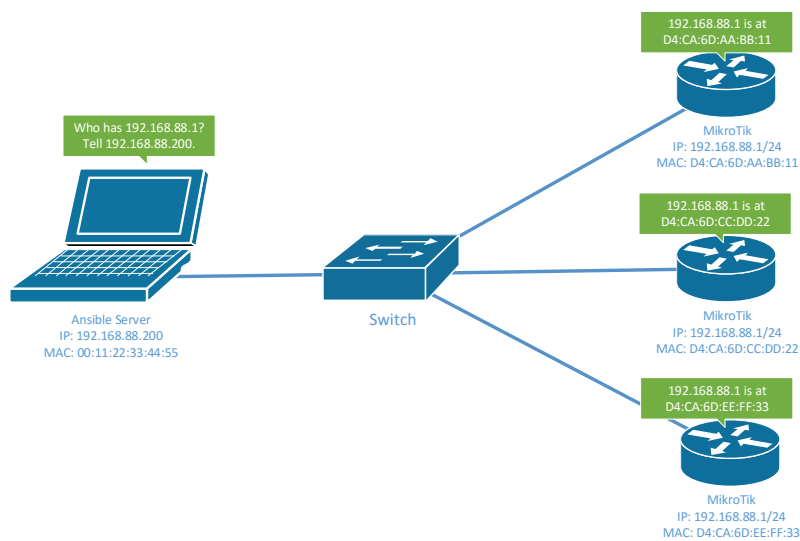 Who has 192.168.88.1?
Tell 192.168.88.200.
Ansible Server
IP: 192.168.88.200
MAC: 00:11:22:33:44:55
Switch
192.168.88.1 is at
D4:CA:6D:AA:BB:11
MikroTik
IP: 192.168.88.1/24
MAC: D4:CA:6D:AA:BB:11
192.168.88.1 is at
D4:CA:6D:CC:DD:22
MikroTik
IP: 192.168.88.1/24
MAC: D4:CA:6D:CC:DD:22
192.168.88.1 is at
D4:CA:6D:EE:FF:33
MikroTik
IP: 192.168.88.1/24
MAC: D4:CA:6D:EE:FF:33